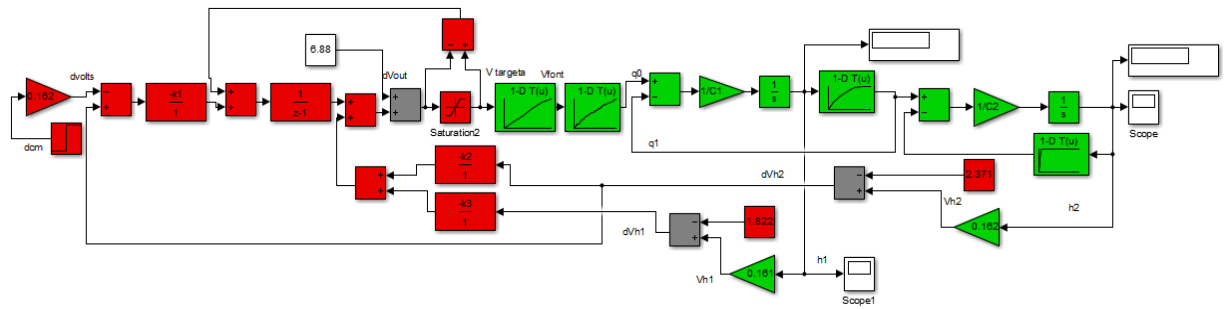 6.88
dVout
V targeta
Vfont
q0
1-D T(u)
1-D T(u)
1/C1
1
s
1-D T(u)
1/C2
1
s
Scope
dvolts
0.162
-k1
1
1
z-1
Saturation2
dcm
q1
1-D T(u)
-k2
1
dVh2
2.371
Vh2
h2
0.162
-k3
1
1.822
dVh1
Vh1
0.161
h1
Scope1